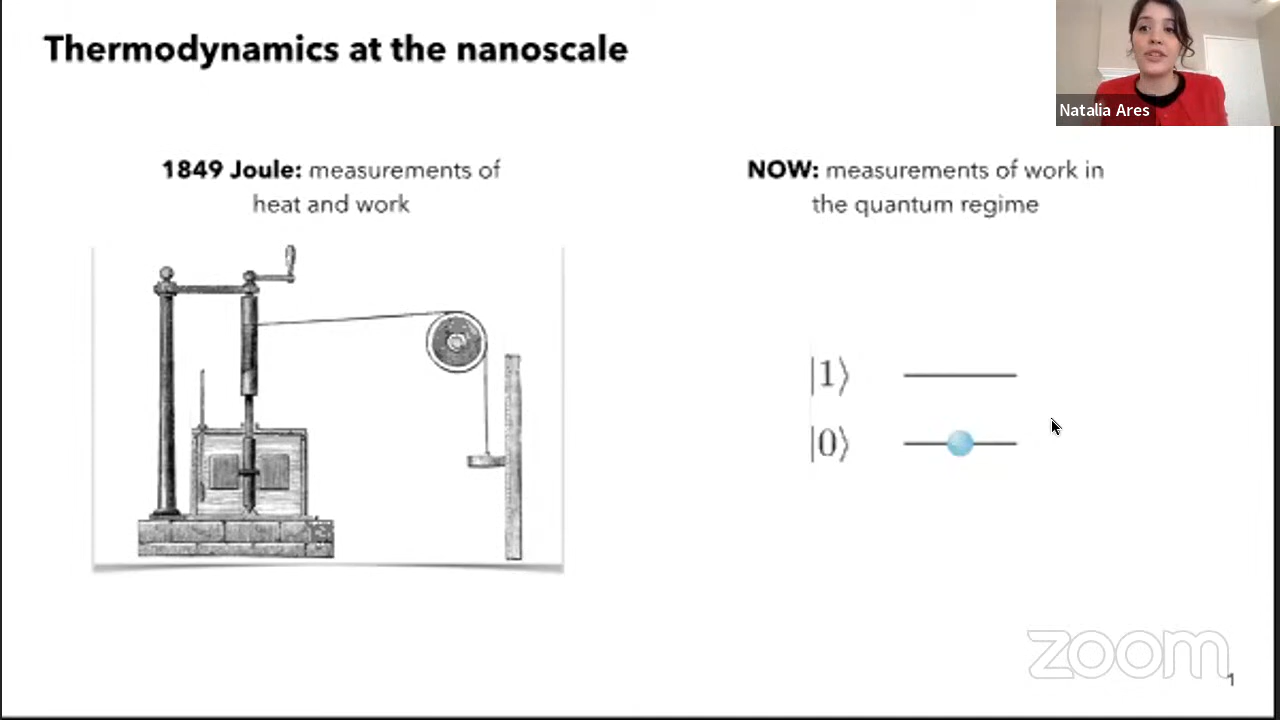 Thermodynamics at the nanoscale
Natalia Ares
1849 Joule: measurements of
heat and work
NOW: measurements of work in
the quantum regime
|1⟩
|0⟩
zoom
1